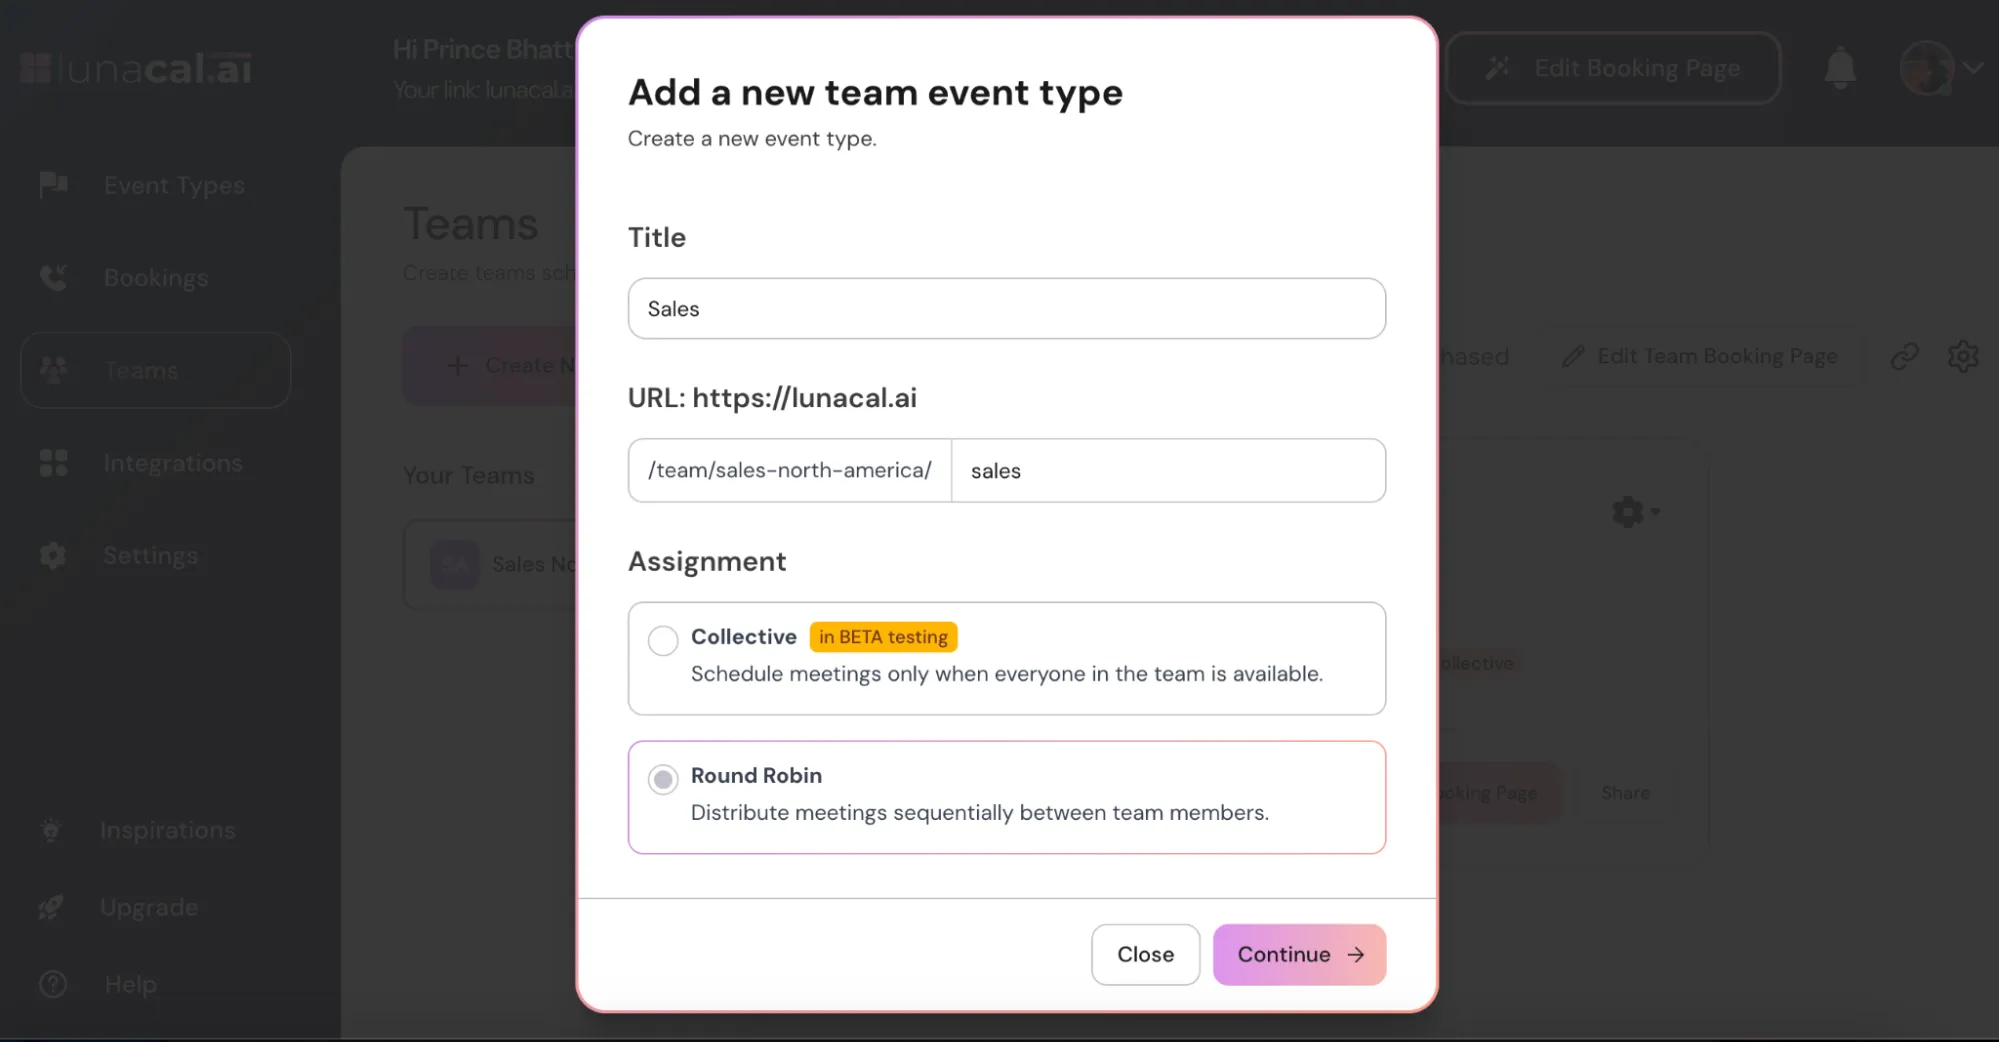 lunacal.ai
Hi Prince Bhatt
Your link: lunacal.a
Edit Booking Page
Event Types
Bookings
Teams
Integrations
Settings
Inspirations
Upgrade
Help
Teams
Create teams sch
Create N
Your Teams
SA
Sales No
Add a new team event type
Create a new event type.
Title
Sales
URL: https://lunacal.ai
/team/sales-north-america/
sales
Assignment
Collective
in BETA testing
Schedule meetings only when everyone in the team is available.
Round Robin
Distribute meetings sequentially between team members.
Close
Continue
hased
Edit Team Booking Page
ollective
ooking Page
Share